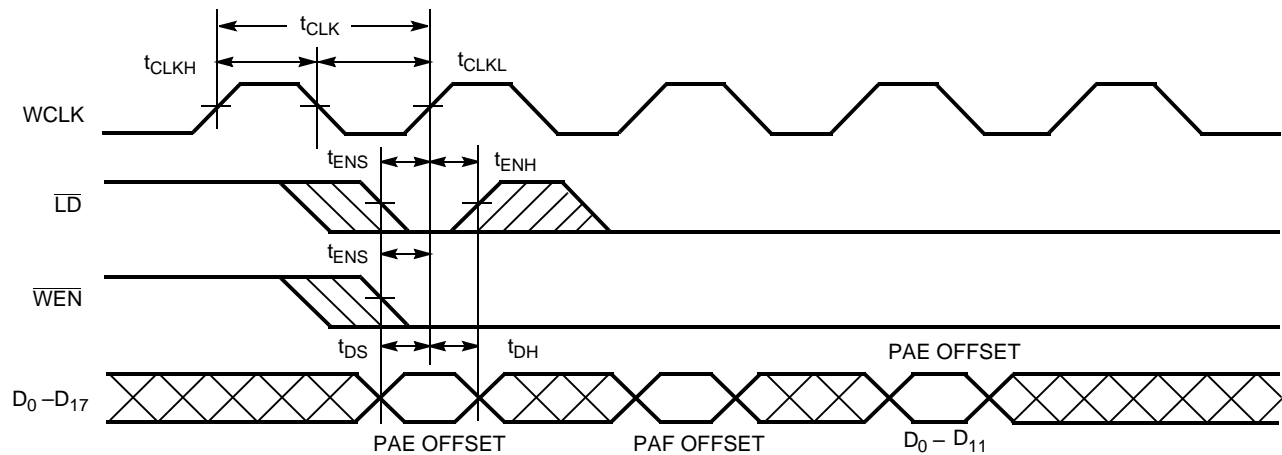 tCLK
tCLKH
tCLKL
WCLK
tENS
tENH
LD
tENS
WEN
tDS
tDH
PAE OFFSET
D0 –D17
PAE OFFSET
PAF OFFSET
D0 – D11